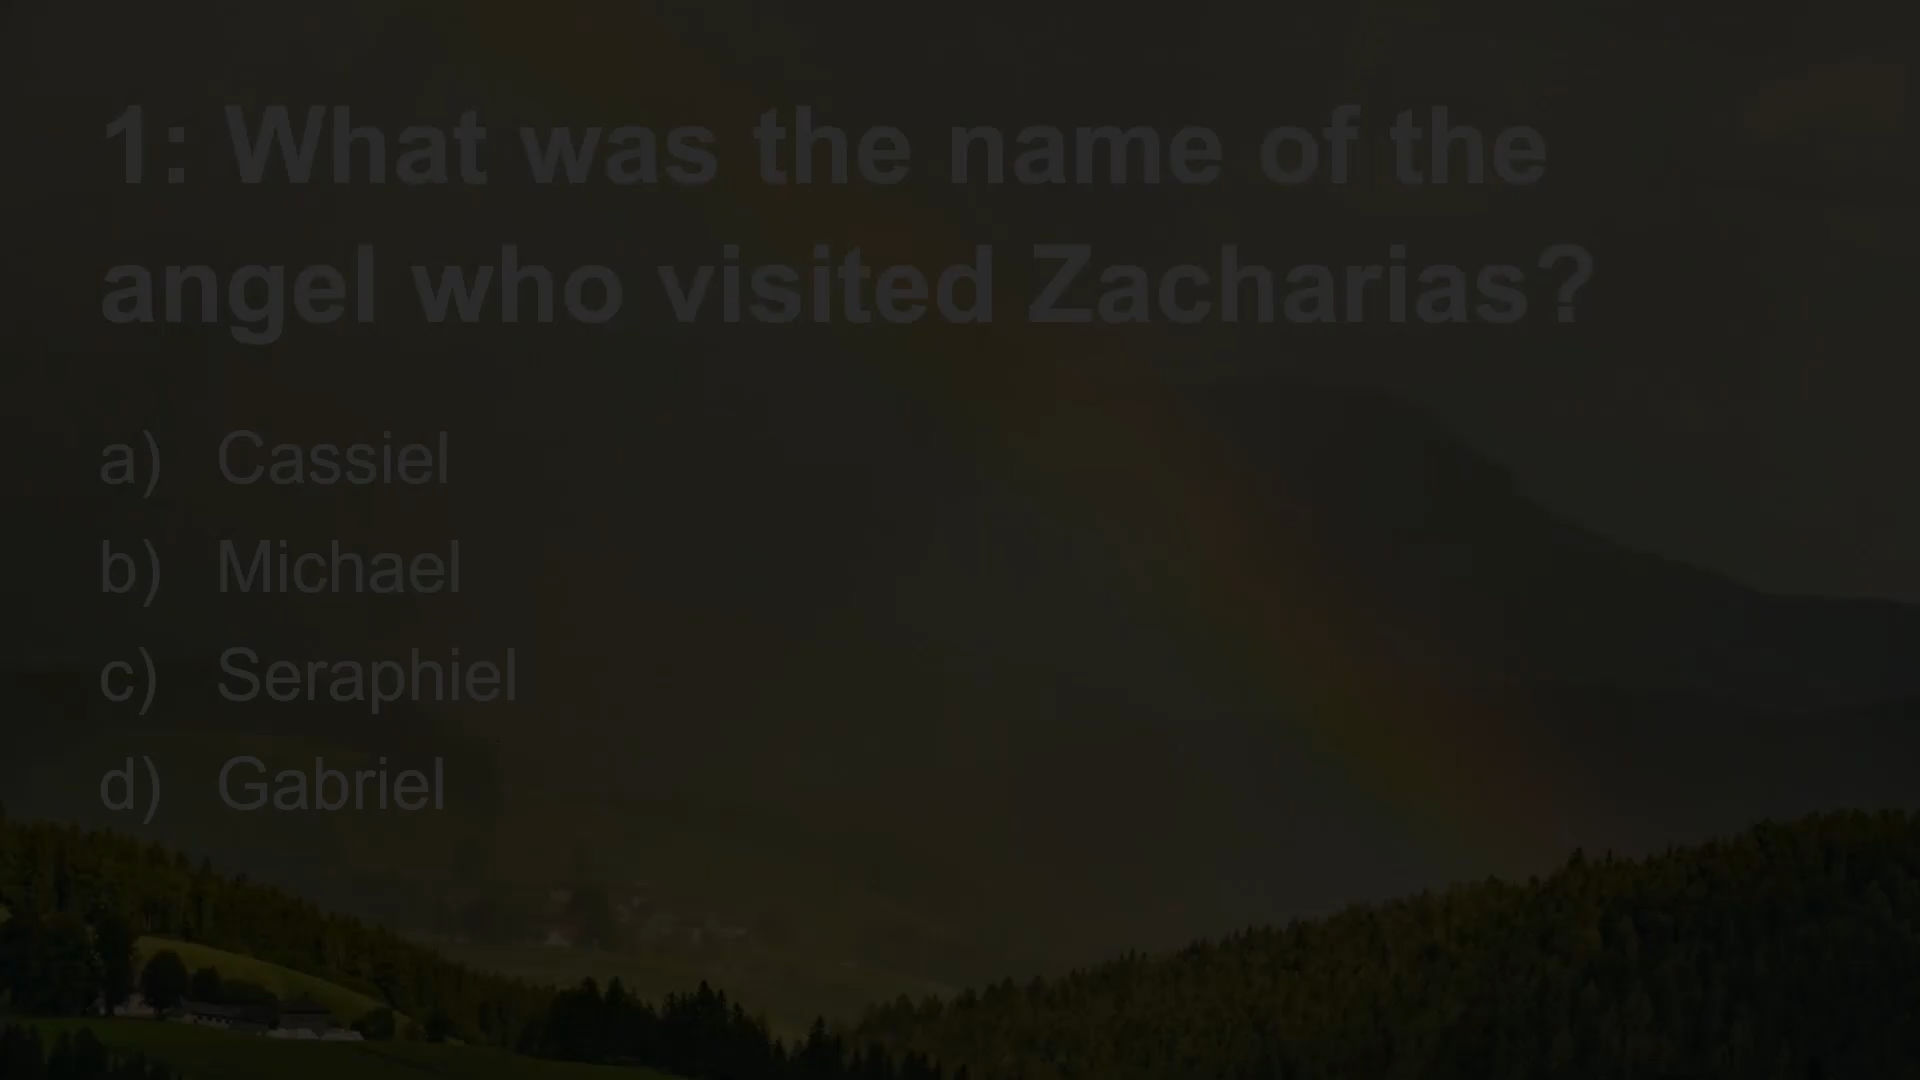 1: What was the name of the
angel who visited Zacharias?
a) Cassiel
b) Michael
c) Seraphiel
d) Gabriel